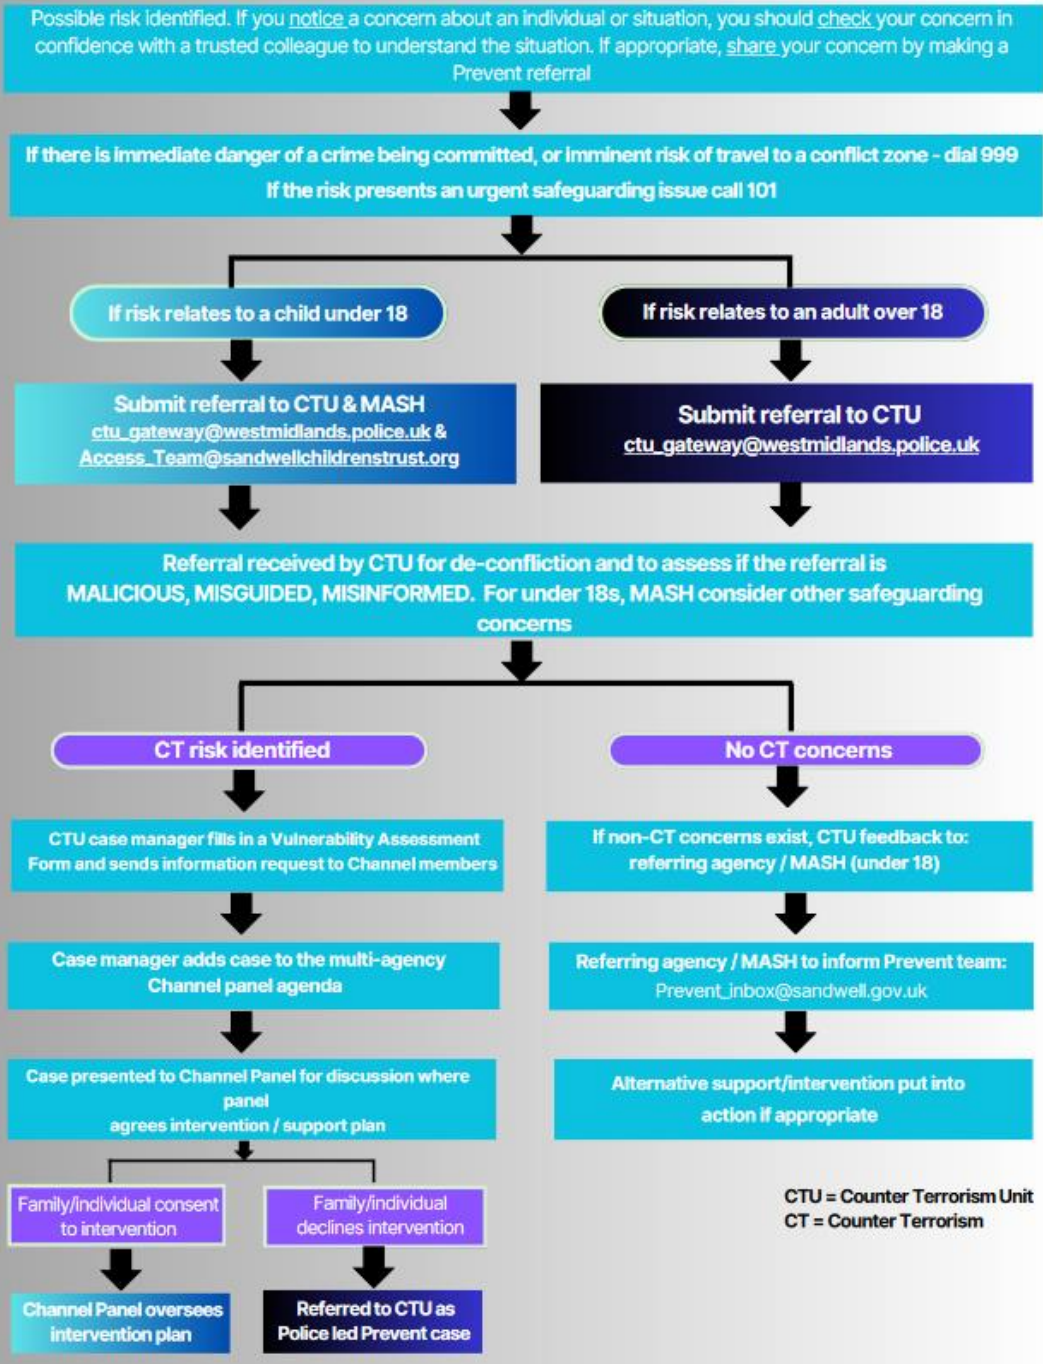 Possible risk identified. If you notice a concern about an individual or situation, you should check your concern in
confidence with a trusted colleague to understand the situation. If appropriate, share your concern by making a
Prevent referral
If there is immediate danger of a crime being committed, or imminent risk of travel to a conflict zone - dial 999
If the risk presents an urgent safeguarding issue call 101
If risk relates to a child under 18
If risk relates to an adult over 18
Submit referral to CTU & MASH
ctu_gateway@westmidlands.police.uk &
Access_Team@sandwellchildrenstrust.org
Submit referral to CTU
ctu_gateway@westmidlands.police.uk
Referral received by CTU for de-confliction and to assess if the referral is
MALICIOUS, MISGUIDED, MISINFORMED. For under 18s, MASH consider other safeguarding
concerns
CT risk identified
No CT concerns
CTU case manager fills in a Vulnerability Assessment
Form and sends information request to Channel members
If non-CT concerns exist, CTU feedback to:
referring agency / MASH (under 18)
Case manager adds case to the multi-agency
Channel panel agenda
Referring agency / MASH to inform Prevent team:
Prevent_inbox@sandwell.gov.uk
Case presented to Channel Panel for discussion where
panel
agrees intervention / support plan
Alternative support/intervention put into
action if appropriate
Family/individual consent
to intervention
Family/individual
declines intervention
CTU = Counter Terrorism Unit
CT = Counter Terrorism
Channel Panel oversees
intervention plan
Referred to CTU as
Police led Prevent case